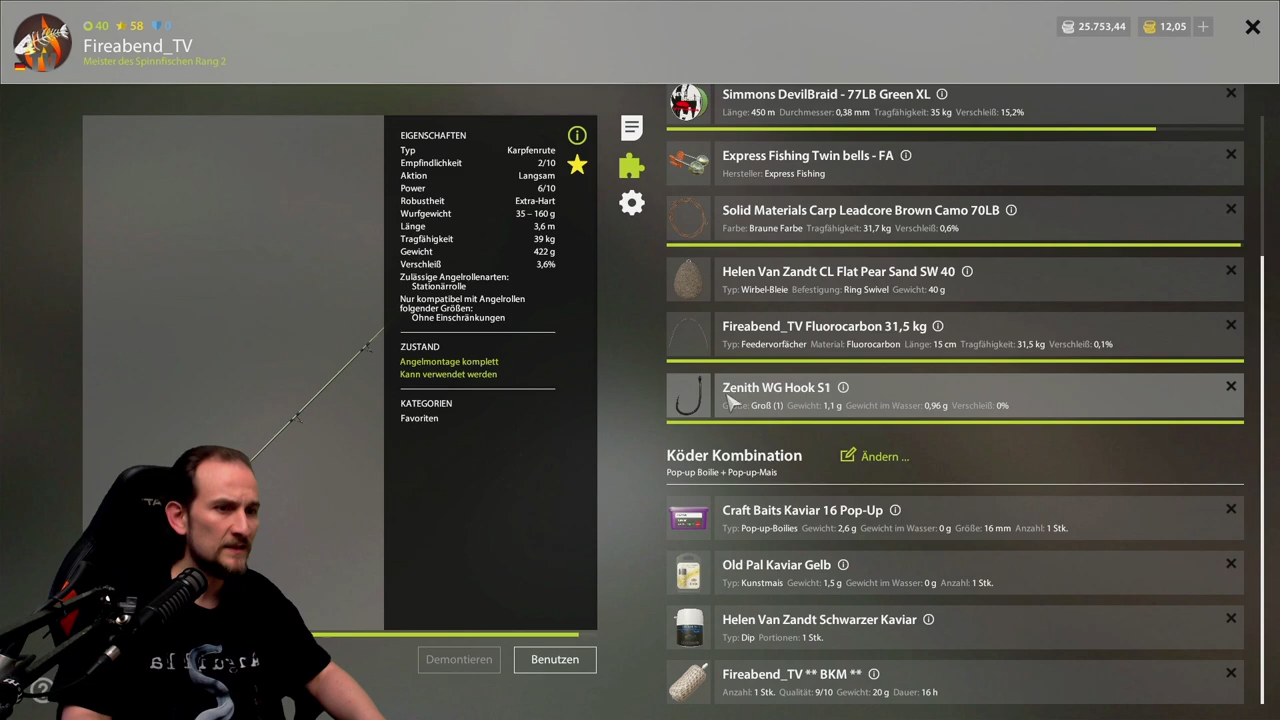 40 58 0
25.753,44 12,05
Fireabend_TV
Meister des Spinnfischen Rang 2
EIGENSCHAFTEN
Typ Karpfenrute
Empfindlichkeit 2/10
Aktion Langsam
Power 6/10
Robustheit Extra-Hart
Wurfgewicht 35 – 160 g
Länge 3,6 m
Tragfähigkeit 39 kg
Gewicht 422 g
Verschleiß 3,6%
Zulässige Angelrollenarten:
Stationärrolle
Nur kompatibel mit Angelrollen
folgender Größen:
Ohne Einschränkungen
ZUSTAND
Angelmontage komplett
Kann verwendet werden
KATEGORIEN
Favoriten
Demontieren Benutzen
Simmons DevilBraid - 77LB Green XL
Länge: 450 m Durchmesser: 0,38 mm Tragfähigkeit: 35 kg Verschleiß: 15,2%
Express Fishing Twin bells - FA
Hersteller: Express Fishing
Solid Materials Carp Leadcore Brown Camo 70LB
Farbe: Braune Farbe Tragfähigkeit: 31,7 kg Verschleiß: 0,6%
Helen Van Zandt CL Flat Pear Sand SW 40
Typ: Wirbel-Bleie Befestigung: Ring Swivel Gewicht: 40 g
Fireabend_TV Fluorocarbon 31,5 kg
Typ: Feedervorfächer Material: Fluorocarbon Länge: 15 cm Tragfähigkeit: 31,5 kg Verschleiß: 0,1%
Zenith WG Hook S1
Groß (1) Gewicht: 1,1 g Gewicht im Wasser: 0,96 g Verschleiß: 0%
Köder Kombination Ändern ...
Pop-up Boilie + Pop-up-Mais
Craft Baits Kaviar 16 Pop-Up
Typ: Pop-up-Boilies Gewicht: 2,6 g Gewicht im Wasser: 0 g Größe: 16 mm Anzahl: 1 Stk.
Old Pal Kaviar Gelb
Typ: Kunstmais Gewicht: 1,5 g Gewicht im Wasser: 0 g Anzahl: 1 Stk.
Helen Van Zandt Schwarzer Kaviar
Typ: Dip Portionen: 1 Stk.
Fireabend_TV ** BKM **
Anzahl: 1 Stk. Qualität: 9/10 Gewicht: 20 g Dauer: 16 h